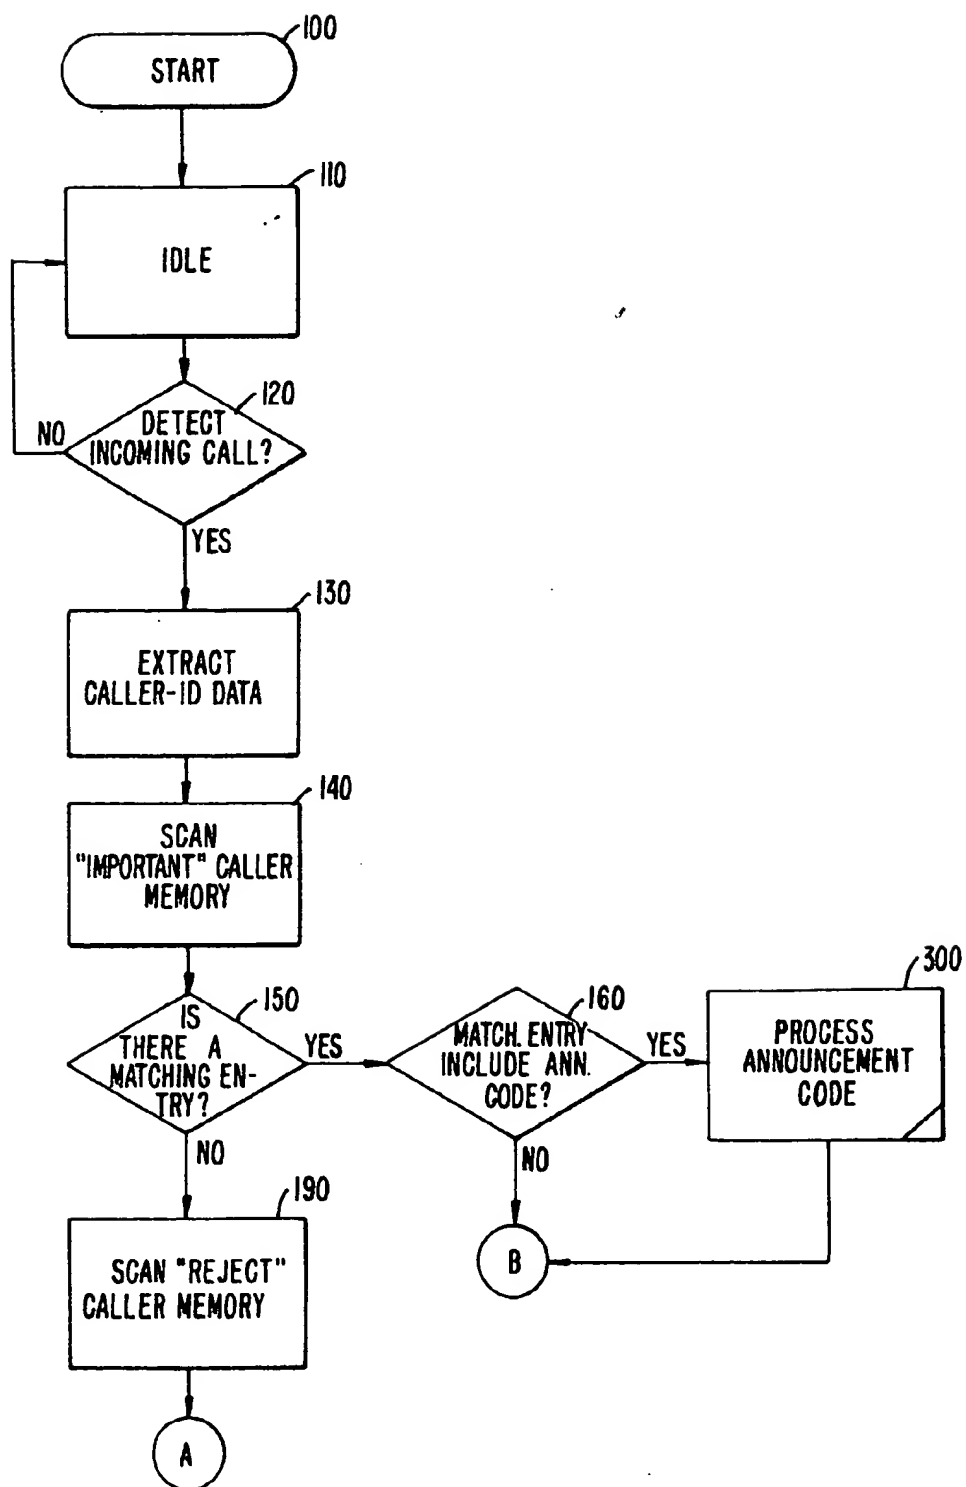 100
START
110
IDLE
120
DETECT
INCOMING CALL?
NO
YES
130
EXTRACT
CALLER-ID DATA
140
SCAN
"IMPORTANT" CALLER
MEMORY
150
IS
THERE A
MATCHING EN-
TRY?
YES
NO
160
MATCH. ENTRY
INCLUDE ANN.
CODE?
YES
NO
300
PROCESS
ANNOUNCEMENT
CODE
190
SCAN "REJECT"
CALLER MEMORY
B
A